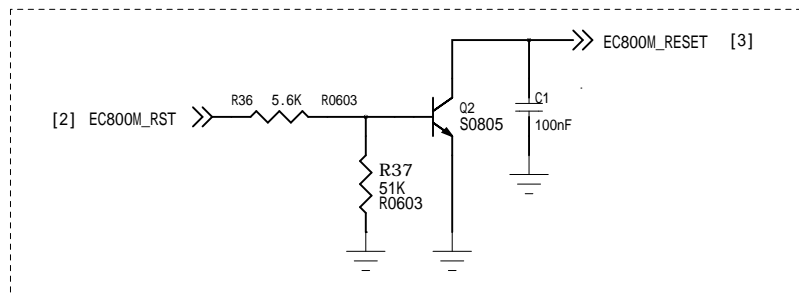 EC800M_RESET [3]
R36 5.6K R0603
Q2
S0805
C1
100nF
[2] EC800M_RST
R37
51K
R0603